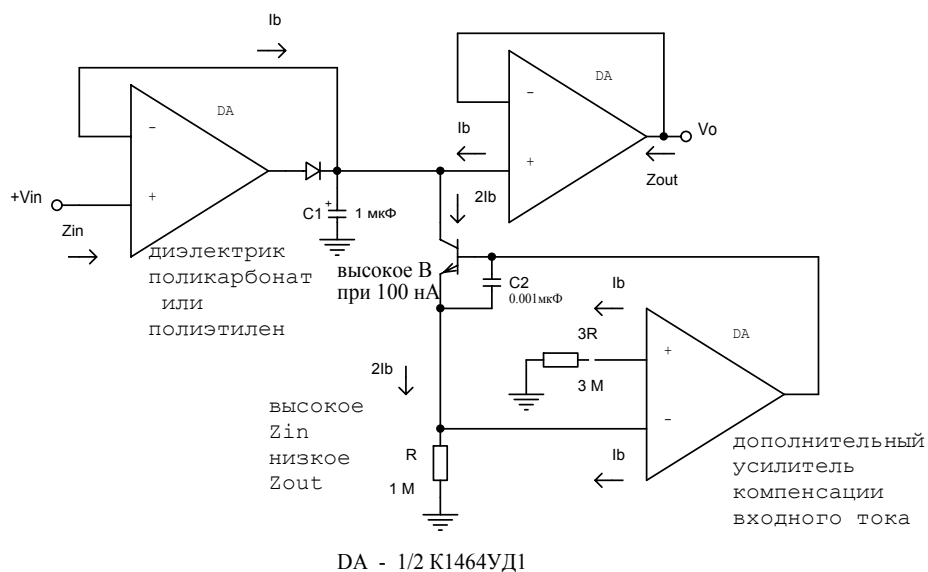 Ib
DA
DA
−
−
Ib
Vo
+
+Vin
+
2Ib
Zout
C1
+
1 мкФ
Zin
диэлектрик
поликарбонат
или
полиэтилен
высокое В
при 100 нА
C2
0.001мкФ
Ib
3R
DA
+
2Ib
3 М
−
высокое
Zin
низкое
Zout
R
1 М
Ib
дополнительный
усилитель
компенсации
входного тока
DA - 1/2 К1464УД1